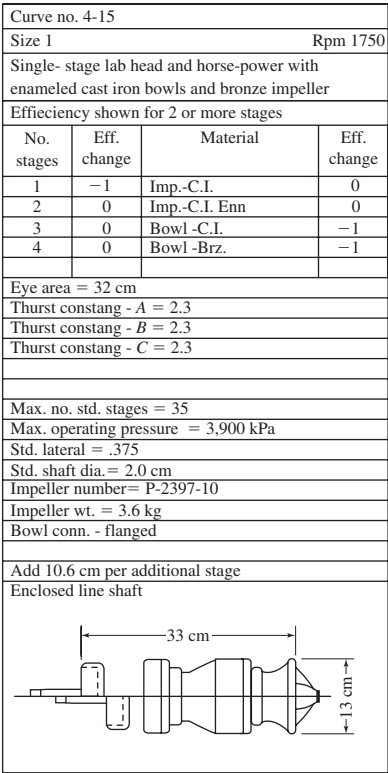 Curve no. 4-15
Size 1 Rpm 1750
Single- stage lab head and horse-power with
enameled cast iron bowls and bronze impeller
Effieciency shown for 2 or more stages
No. stages Eff. change Material Eff. change
1 −1 Imp.-C.I. 0
2 0 Imp.-C.I. Enn 0
3 0 Bowl -C.I. −1
4 0 Bowl -Brz. −1
Eye area = 32 cm
Thurst constang - A = 2.3
Thurst constang - B = 2.3
Thurst constang - C = 2.3
Max. no. std. stages = 35
Max. operating pressure = 3,900 kPa
Std. lateral = .375
Std. shaft dia.= 2.0 cm
Impeller number= P-2397-10
Impeller wt. = 3.6 kg
Bowl conn. - flanged
Add 10.6 cm per additional stage
Enclosed line shaft
33 cm
13 cm